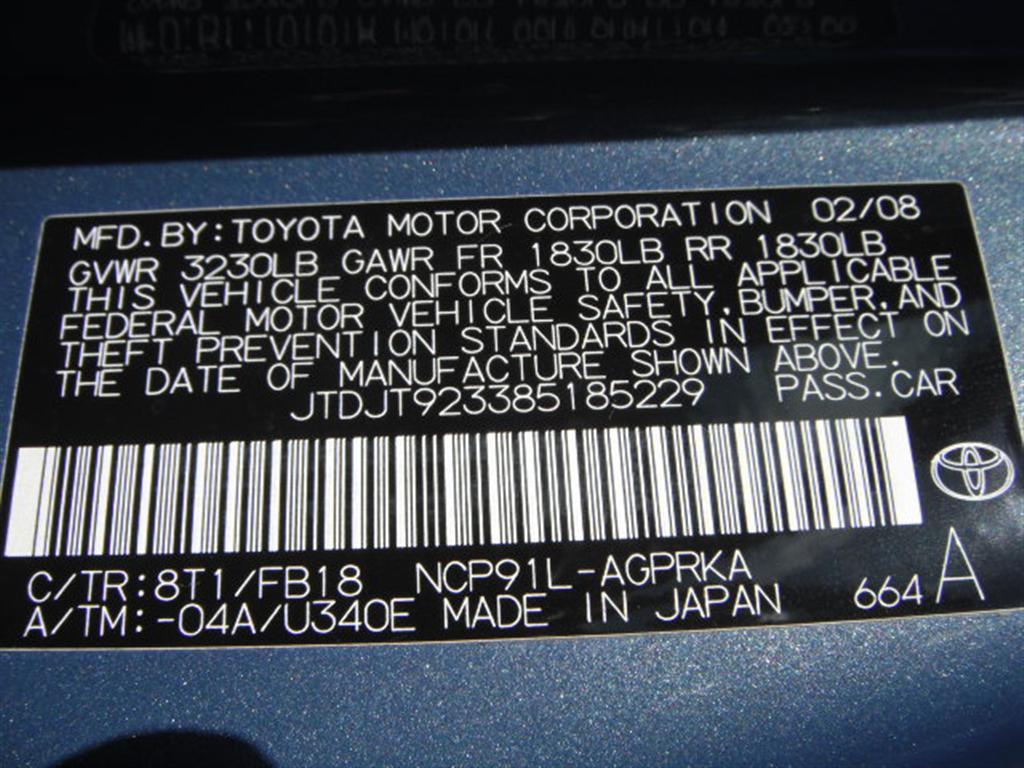 MFD.BY:TOYOTA MOTOR CORPORATION 02/08
GVWR 3230LB GAWR FR 1830LB RR 1830LB
THIS VEHICLE CONFORMS TO ALL APPLICABLE
FEDERAL MOTOR VEHICLE SAFETY,BUMPER,AND
THEFT PREVENTION STANDARDS IN EFFECT ON
THE DATE OF MANUFACTURE SHOWN ABOVE.
JTDJT923385185229 PASS.CAR
C/TR:8T1/FB18 NCP91L-AGPRKA
A/TM:-04A/U340E MADE IN JAPAN 664 A